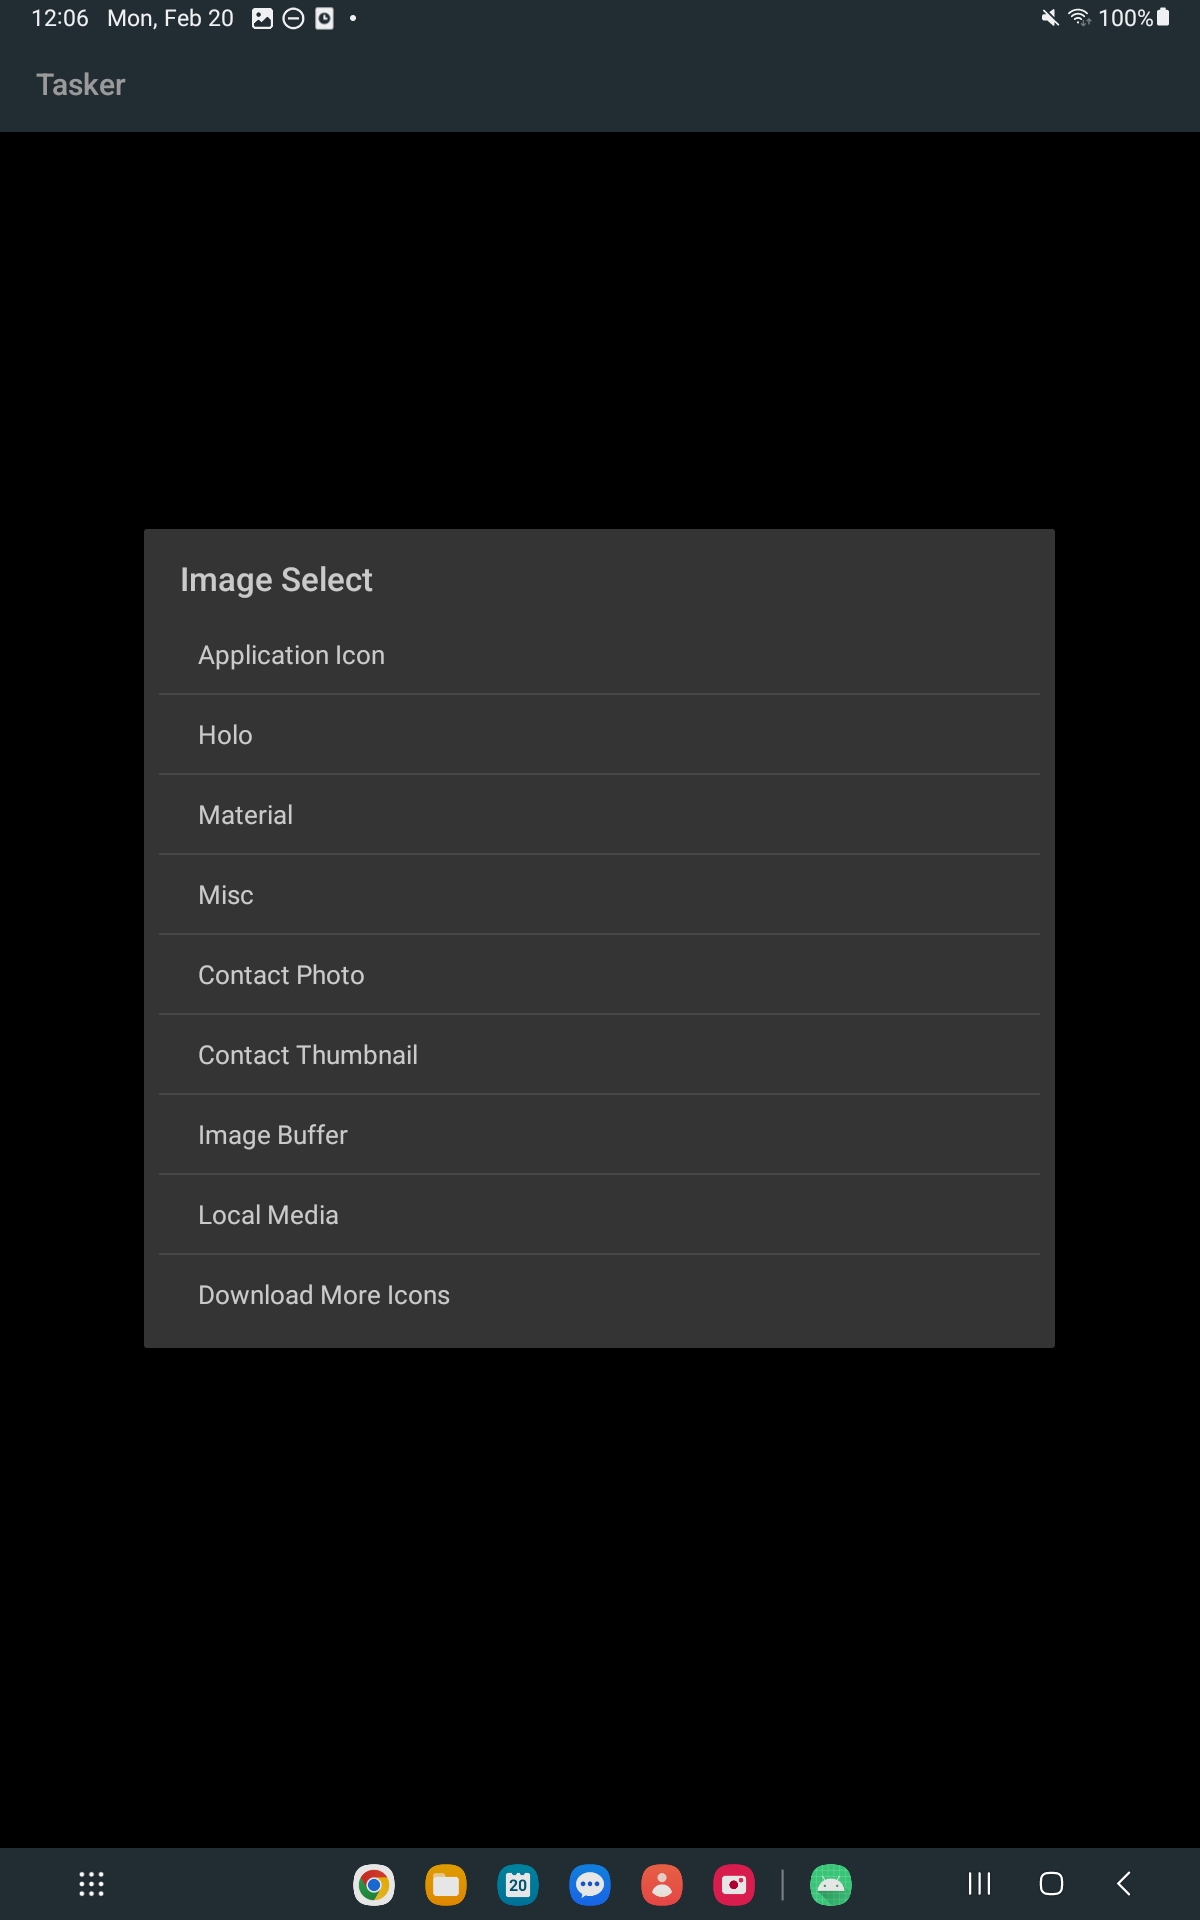 12:06 Mon, Feb 20 100%
Tasker
Image Select
Application Icon
Holo
Material
Misc
Contact Photo
Contact Thumbnail
Image Buffer
Local Media
Download More Icons
20